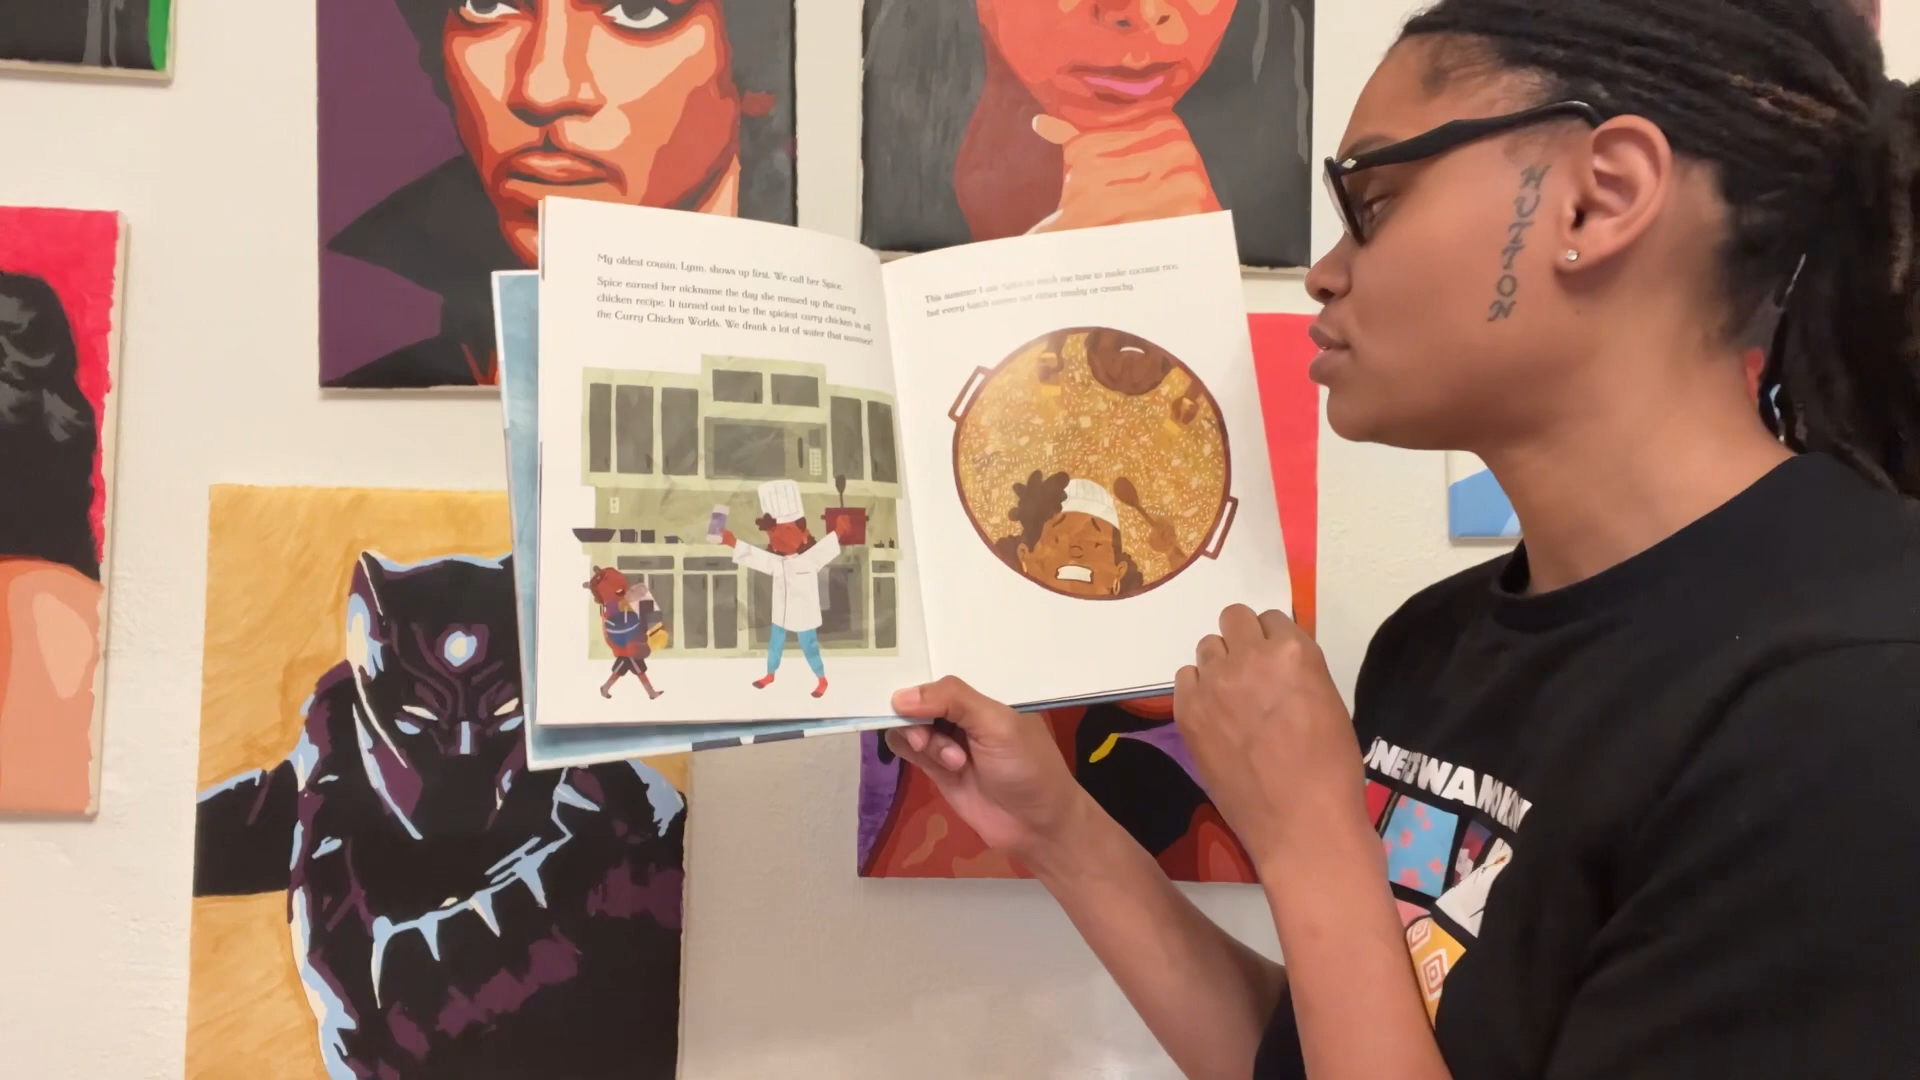 My oldest cousin, Lynn, shows up first. We call her Spice.
Spice earned her nickname the day she messed up the curry
chicken recipe. It turned out to be the spiciest curry chicken in all
the Curry Chicken Worlds. We drank a lot of water that summer!
This summer I ask Spice to teach me how to make coconut rice,
but every batch comes out either mushy or crunchy.
HUTTON